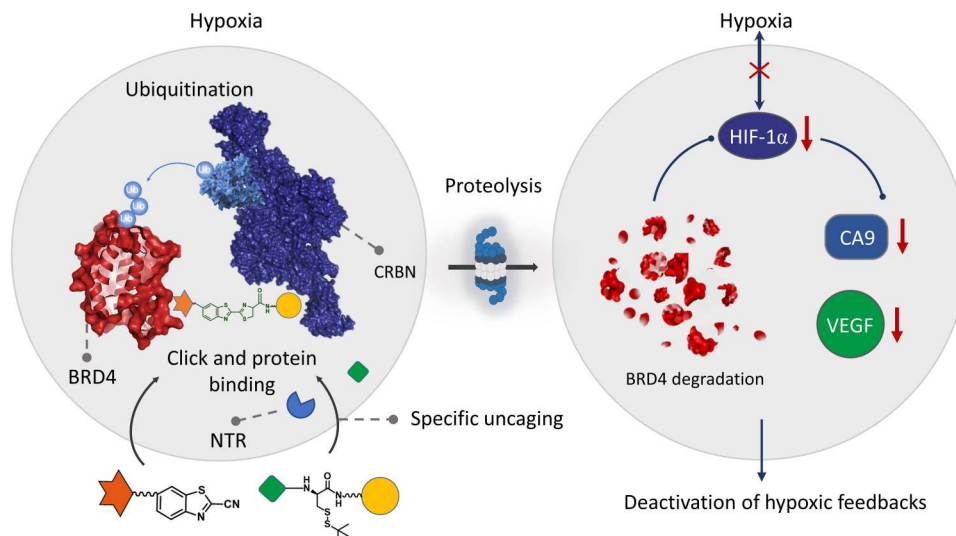 Hypoxia
Ubiquitination
Ub
Ub
Ub
Ub
CRBN
BRD4
Click and protein
binding
NTR
Specific uncaging
S
N
N
S
O
N
H
S
N
CN
H
N
O
N
H
S
S
Proteolysis
Hypoxia
HIF-1α
CA9
VEGF
BRD4 degradation
Deactivation of hypoxic feedbacks